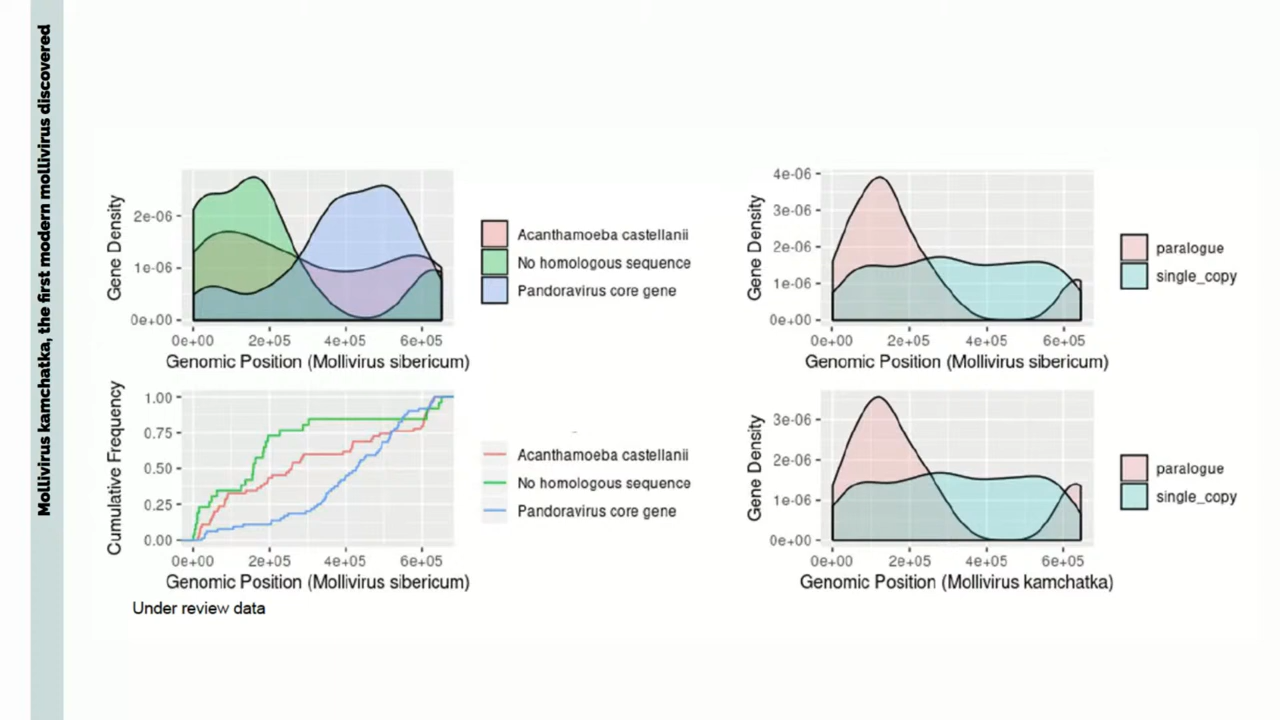 Mollivirus kamchatka, the first modern mollivirus discovered
Gene Density
2e-06
1e-06
0e+00
0e+00 2e+05 4e+05 6e+05
Genomic Position (Mollivirus sibericum)
Acanthamoeba castellanii
No homologous sequence
Pandoravirus core gene
Gene Density
4e-06
3e-06
2e-06
1e-06
0e+00
0e+00 2e+05 4e+05 6e+05
Genomic Position (Mollivirus sibericum)
paralogue
single_copy
Cumulative Frequency
1.00
0.75
0.50
0.25
0.00
0e+00 2e+05 4e+05 6e+05
Genomic Position (Mollivirus sibericum)
Acanthamoeba castellanii
No homologous sequence
Pandoravirus core gene
Gene Density
3e-06
2e-06
1e-06
0e+00
0e+00 2e+05 4e+05 6e+05
Genomic Position (Mollivirus kamchatka)
paralogue
single_copy
Under review data